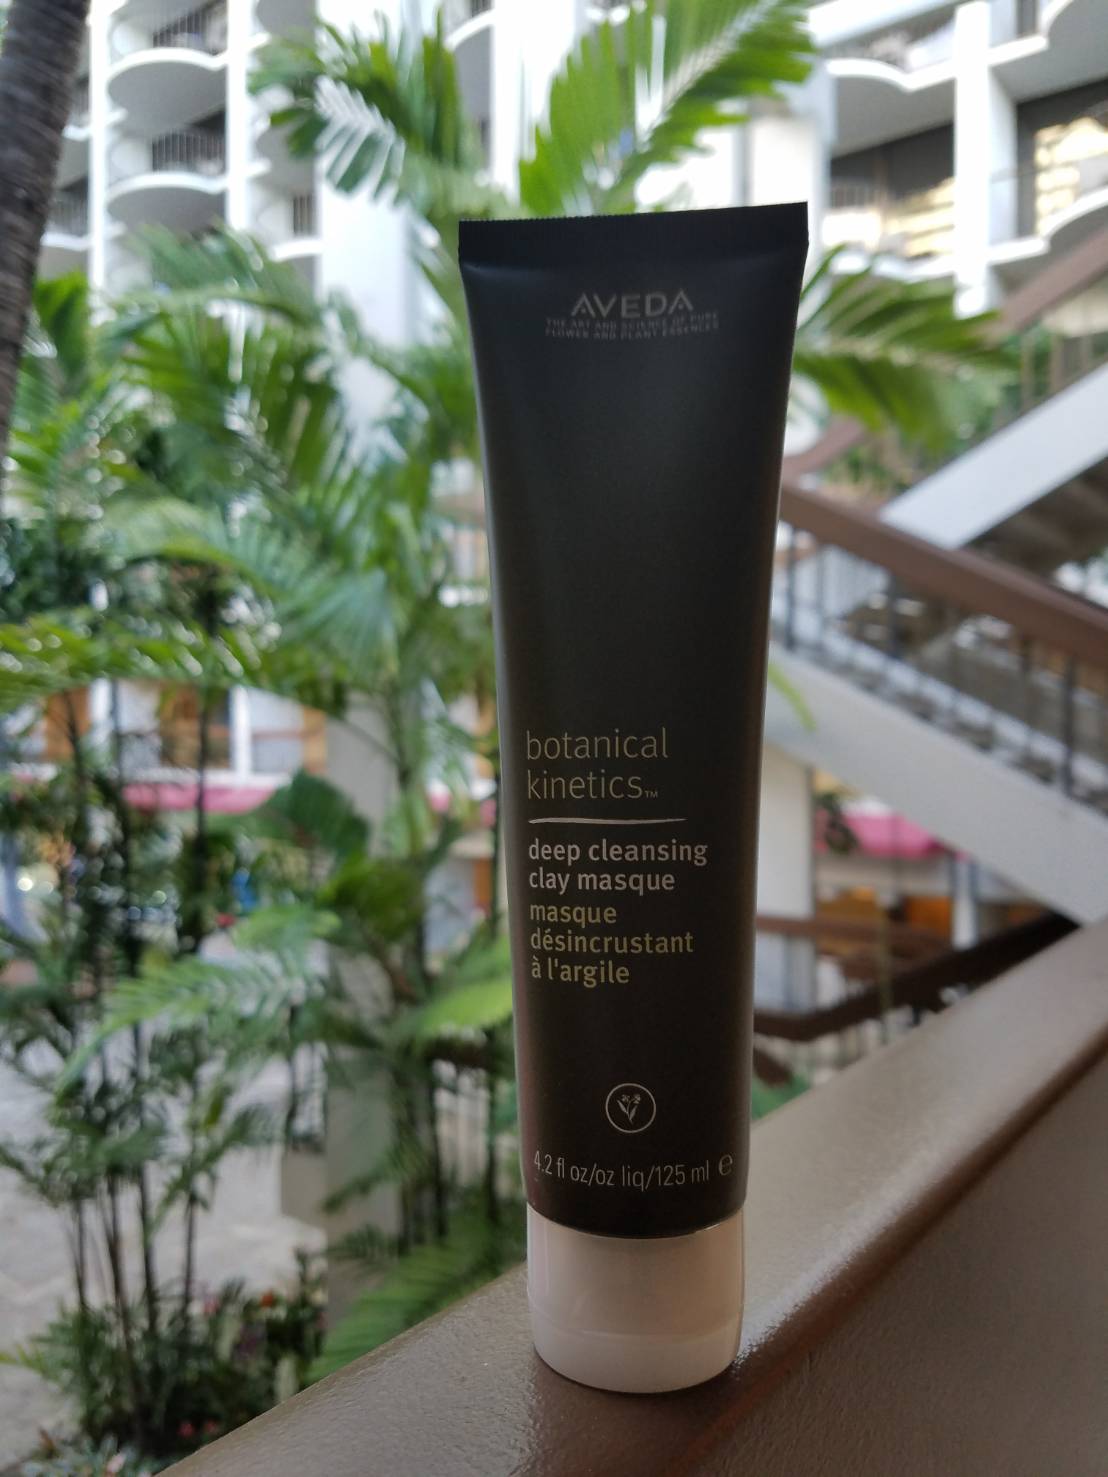 AVEDA
THE ART AND SCIENCE OF PURE
FLOWER AND PLANT ESSENCES
botanical
kinetics™
deep cleansing
clay masque
masque
désincrustant
à l'argile
4.2 fl oz/oz liq/125 ml ℮